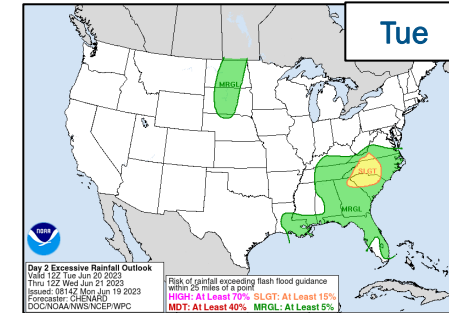 Tue
MRGL
SLGT
MRGL
NOAA
Day 2 Excessive Rainfall Outlook
Valid 12Z Tue Jun 20 2023
Thru 12Z Wed Jun 21 2023
Issued: 0814Z Mon Jun 19 2023
Forecaster: CHENARD
DOC/NOAA/NWS/NCEP/WPC
Risk of rainfall exceeding flash flood guidance
within 25 miles of a point
HIGH: At Least 70% SLGT: At Least 15%
MDT: At Least 40% MRGL: At Least 5%